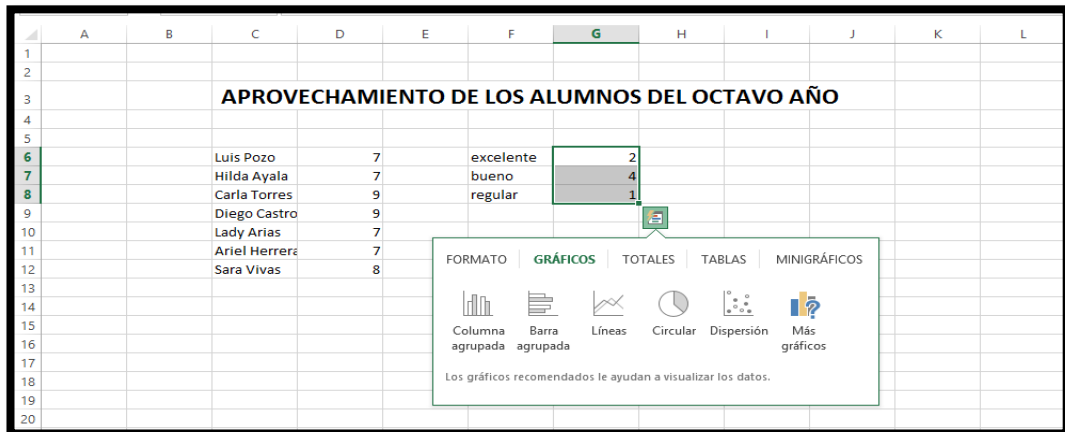 A B C D E F G H I J K L
1
2
3 APROVECHAMIENTO DE LOS ALUMNOS DEL OCTAVO AÑO
4
5
6 Luis Pozo 7 excelente 2
7 Hilda Ayala 7 bueno 4
8 Carla Torres 9 regular 1
9 Diego Castro 9
10 Lady Arias 7
11 Ariel Herrera 7
12 Sara Vivas 8
13
14
15
16
17
18
19
20
FORMATO GRÁFICOS TOTALES TABLAS MINIGRÁFICOS
Columna Barra Líneas Circular Dispersión Más
agrupada agrupada gráficos
Los gráficos recomendados le ayudan a visualizar los datos.